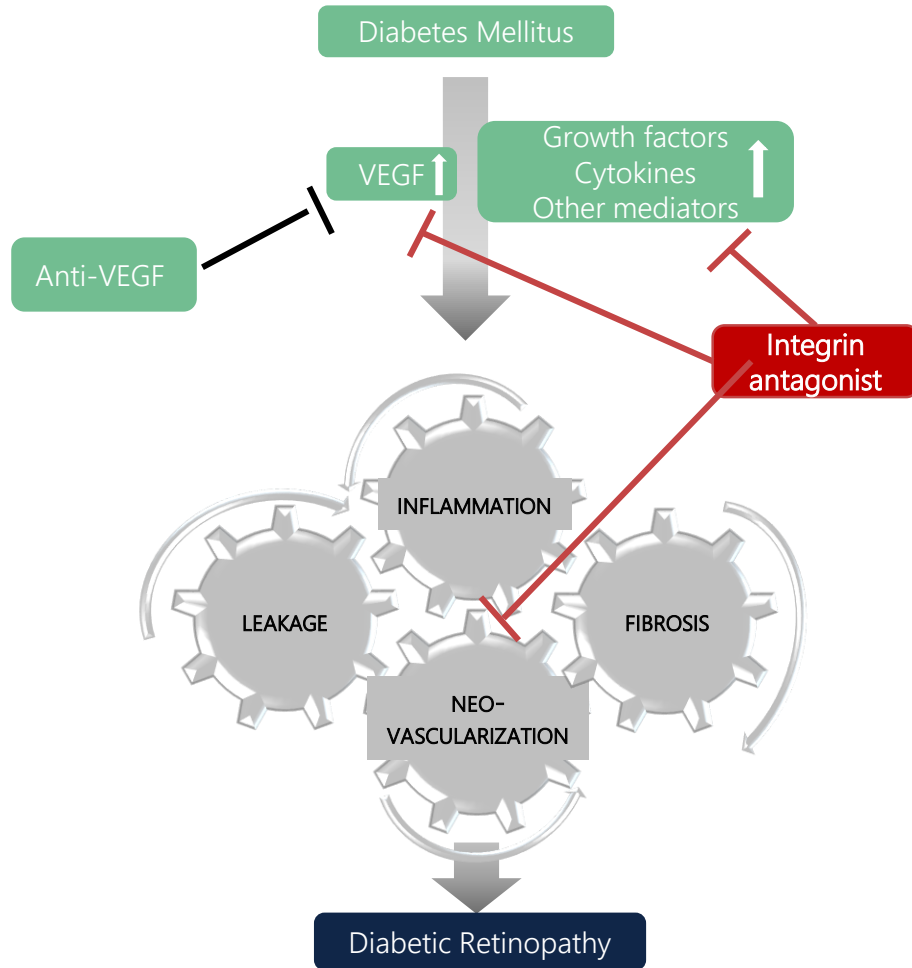 Diabetes Mellitus
VEGF
Growth factors
Cytokines
Other mediators
Anti-VEGF
Integrin
antagonist
INFLAMMATION
LEAKAGE
FIBROSIS
NEO-
VASCULARIZATION
Diabetic Retinopathy